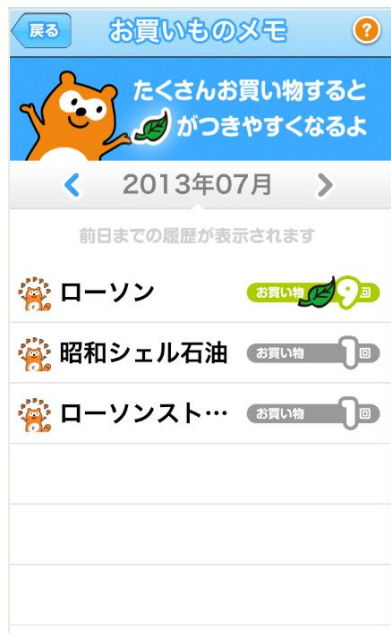 戻る
お買いものメモ
?
たくさんお買い物すると
がつきやすくなるよ
2013年07月
前日までの履歴が表示されます
ローソン
お買い物 9回
昭和シェル石油
お買い物 1回
ローソンスト…
お買い物 1回